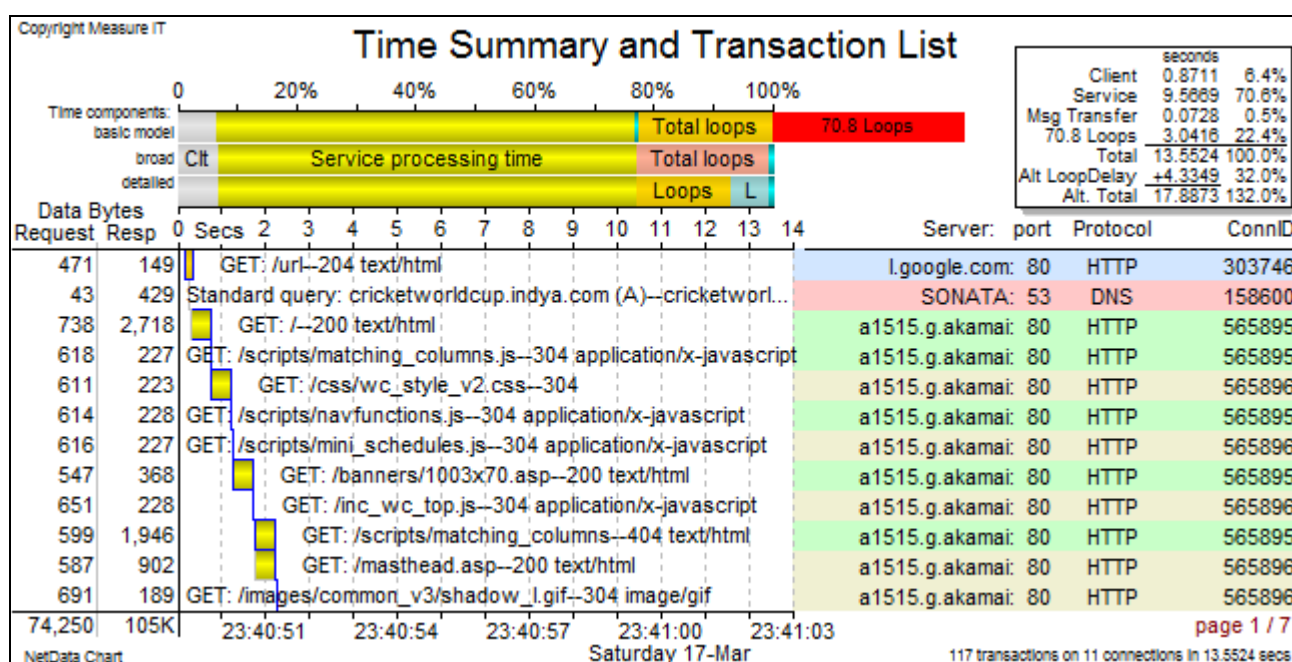 Copyright Measure IT
Time Summary and Transaction List
seconds
Client 0.8711 6.4%
Service 9.5669 70.6%
Msg Transfer 0.0728 0.5%
70.8 Loops 3.0416 22.4%
Total 13.5524 100.0%
Alt LoopDelay +4.3349 32.0%
Alt. Total 17.8873 132.0%
0 20% 40% 60% 80% 100%
Time components:
basic model Total loops 70.8 Loops
broad Clt Service processing time Total loops
detailed Loops L
Data Bytes
Request Resp 0 Secs 2 3 4 5 6 7 8 9 10 11 12 13 14 Server: port Protocol ConnID
471 149 GET: /url--204 text/html l.google.com: 80 HTTP 303746
43 429 Standard query: cricketworldcup.indya.com (A)--cricketworl... SONATA: 53 DNS 158600
738 2,718 GET: /--200 text/html a1515.g.akamai: 80 HTTP 565895
618 227 GET: /scripts/matching_columns.js--304 application/x-javascript a1515.g.akamai: 80 HTTP 565895
611 223 GET: /css/wc_style_v2.css--304 a1515.g.akamai: 80 HTTP 565896
614 228 GET: /scripts/navfunctions.js--304 application/x-javascript a1515.g.akamai: 80 HTTP 565895
616 227 GET: /scripts/mini_schedules.js--304 application/x-javascript a1515.g.akamai: 80 HTTP 565896
547 368 GET: /banners/1003x70.asp--200 text/html a1515.g.akamai: 80 HTTP 565895
651 228 GET: /inc_wc_top.js--304 application/x-javascript a1515.g.akamai: 80 HTTP 565896
599 1,946 GET: /scripts/matching_columns--404 text/html a1515.g.akamai: 80 HTTP 565895
587 902 GET: /masthead.asp--200 text/html a1515.g.akamai: 80 HTTP 565896
691 189 GET: /images/common_v3/shadow_l.gif--304 image/gif a1515.g.akamai: 80 HTTP 565896
74,250 105K 23:40:51 23:40:54 23:40:57 23:41:00 23:41:03 page 1 / 7
NetData Chart Saturday 17-Mar 117 transactions on 11 connections in 13.5524 secs